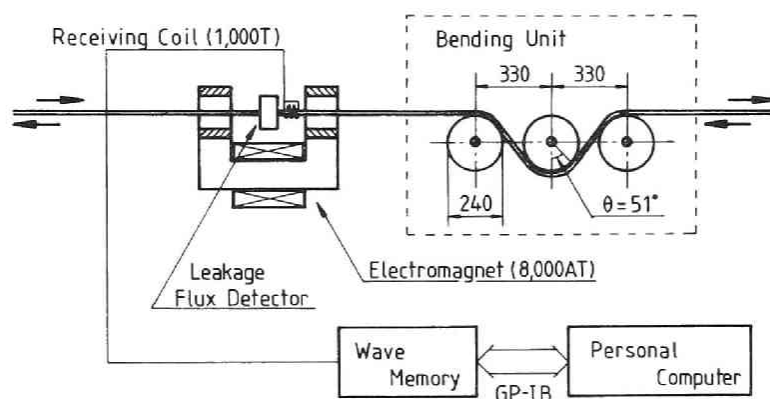 Receiving Coil (1,000T)
Bending Unit
330
330
240
θ=51°
Leakage
Flux Detector
Electromagnet (8,000AT)
Wave
Memory
GP-IB
Personal
Computer